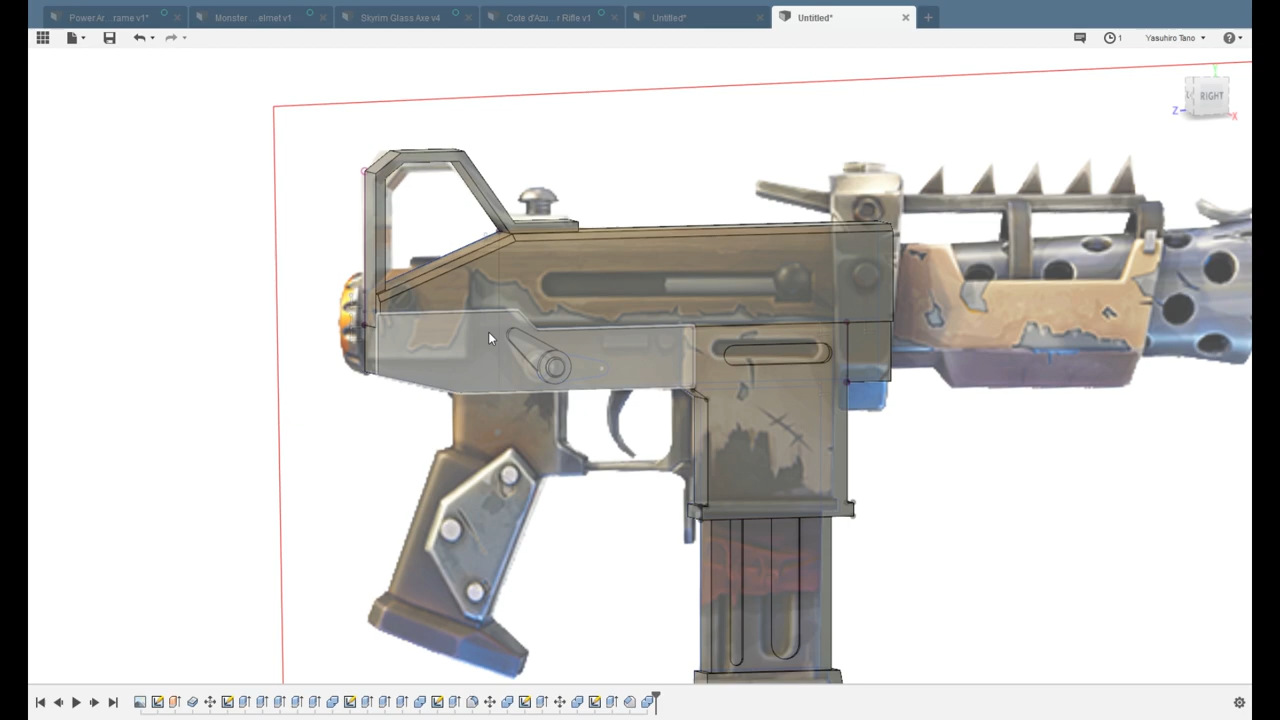 Power Ar...rame v1*
Monster ...elmet v1
Skyrim Glass Axe v4
Cote d'Azu...r Rifle v1
Untitled*
Untitled*
1
Yasuhiro Tano
RIGHT
Y
Z
X